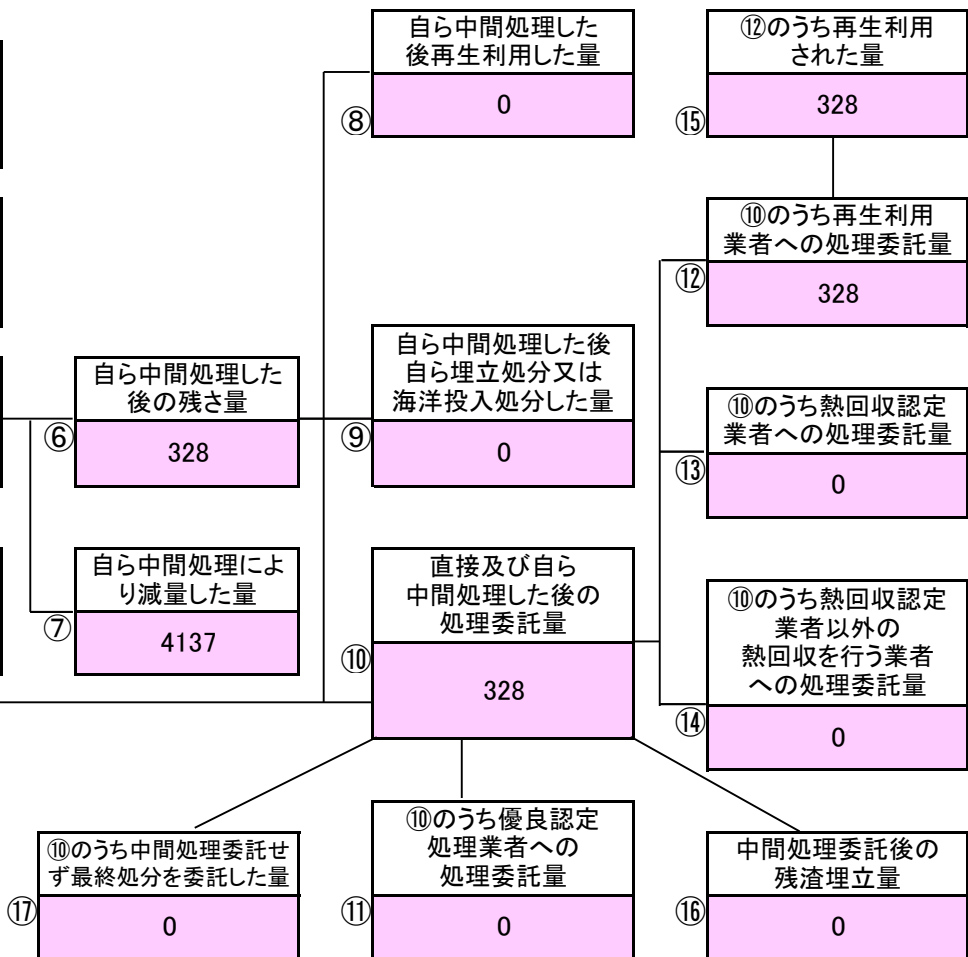 自ら中間処理した
後再生利用した量
⑧
0
⑫のうち再生利用
された量
⑮
328
⑩のうち再生利用
業者への処理委託量
⑫
328
自ら中間処理した
後の残さ量
⑥
328
自ら中間処理した後
自ら埋立処分又は
海洋投入処分した量
⑨
0
⑩のうち熱回収認定
業者への処理委託量
⑬
0
自ら中間処理によ
り減量した量
⑦
4137
直接及び自ら
中間処理した後の
処理委託量
⑩
328
⑩のうち熱回収認定
業者以外の
熱回収を行う業者
への処理委託量
⑭
0
⑩のうち中間処理委託せ
ず最終処分を委託した量
⑰
0
⑩のうち優良認定
処理業者への
処理委託量
⑪
0
中間処理委託後の
残渣埋立量
⑯
0